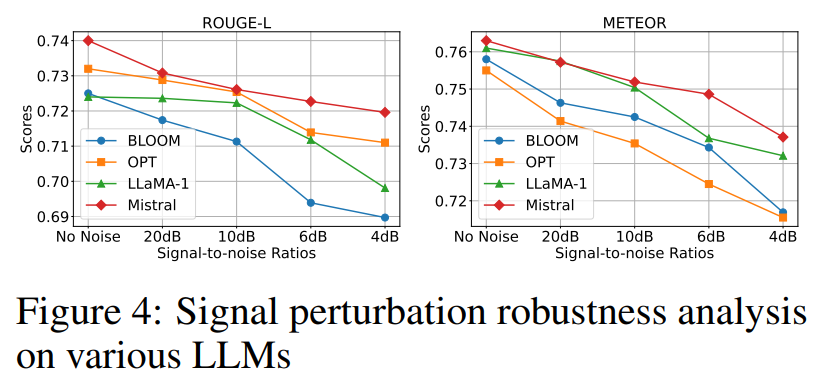 ROUGE-L
0.74
0.73
0.72
0.71
0.70
0.69
Scores
BLOOM
OPT
LLaMA-1
Mistral
No Noise 20dB 10dB 6dB 4dB
Signal-to-noise Ratios
METEOR
0.76
0.75
0.74
0.73
0.72
Scores
BLOOM
OPT
LLaMA-1
Mistral
No Noise 20dB 10dB 6dB 4dB
Signal-to-noise Ratios
Figure 4: Signal perturbation robustness analysis
on various LLMs